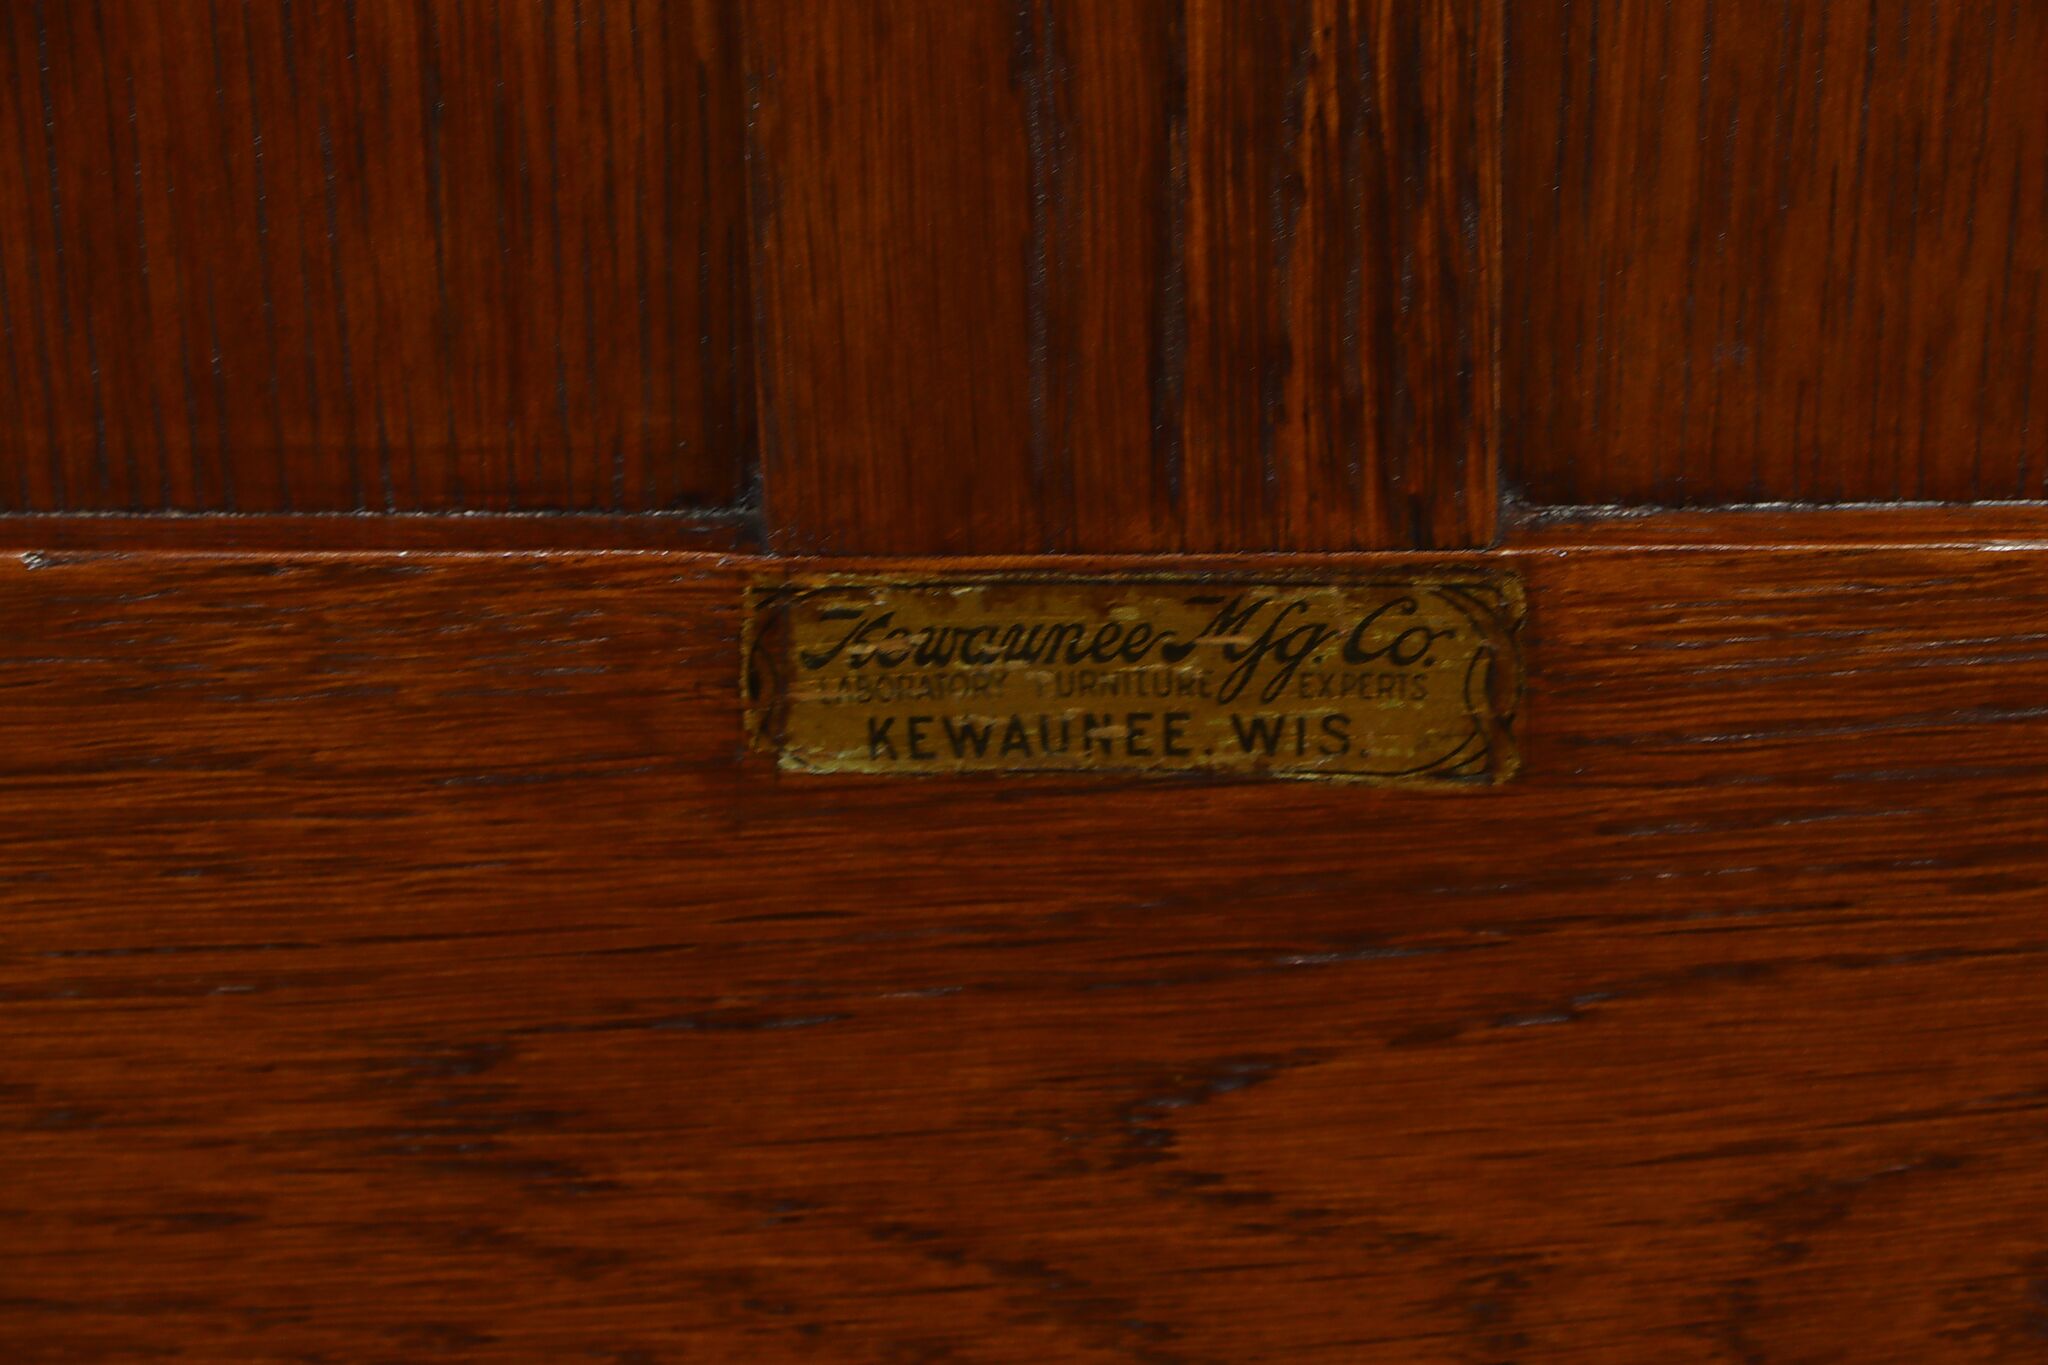 Kewaunee Mfg. Co.
LABORATORY FURNITURE EXPERTS
KEWAUNEE, WIS.